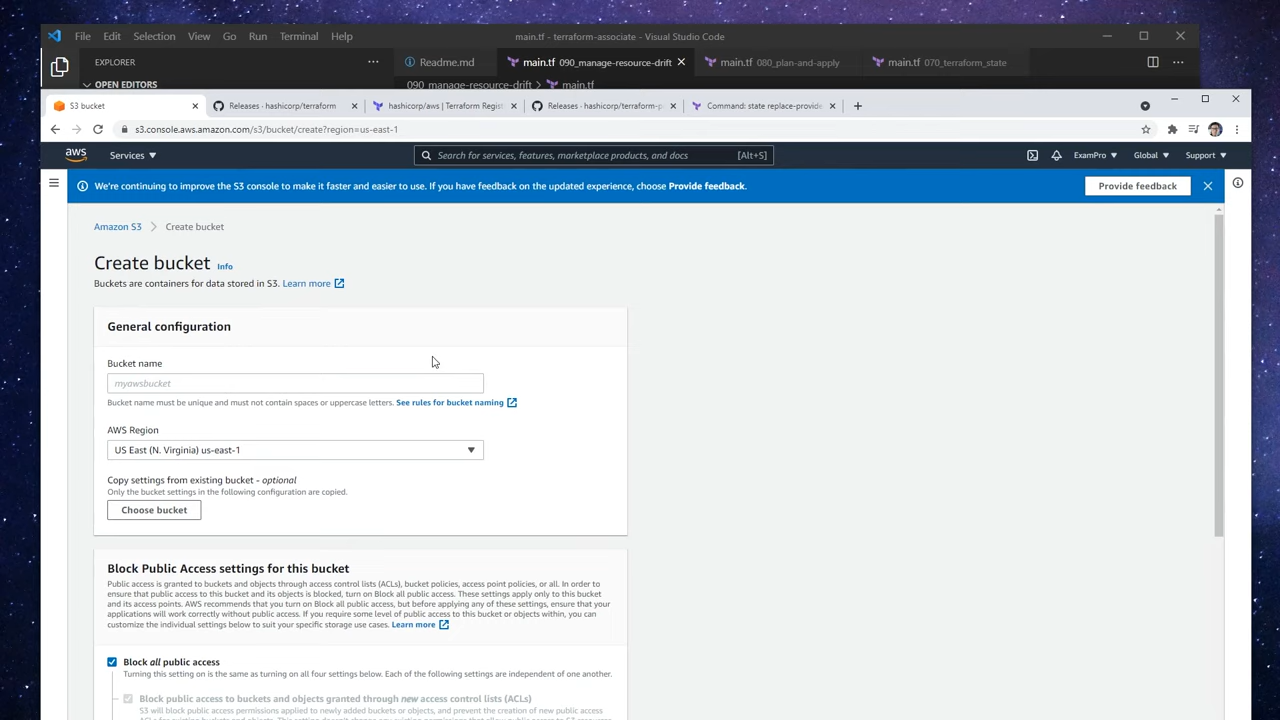 File Edit Selection View Go Run Terminal Help main.tf - terraform-associate - Visual Studio Code
EXPLORER ··· Readme.md main.tf 090_manage-resource-drift main.tf 080_plan-and-apply main.tf 070_terraform_state
OPEN EDITORS 090_manage-resource-drift > main.tf
S3 bucket Releases · hashicorp/terraform hashicorp/aws | Terraform Regist Releases · hashicorp/terraform-p Command: state replace-provide
s3.console.aws.amazon.com/s3/bucket/create?region=us-east-1
aws Services Search for services, features, marketplace products, and docs [Alt+S] ExamPro Global Support
We're continuing to improve the S3 console to make it faster and easier to use. If you have feedback on the updated experience, choose Provide feedback. Provide feedback
Amazon S3 > Create bucket
Create bucket Info
Buckets are containers for data stored in S3. Learn more
General configuration
Bucket name
myawsbucket
Bucket name must be unique and must not contain spaces or uppercase letters. See rules for bucket naming
AWS Region
US East (N. Virginia) us-east-1
Copy settings from existing bucket - optional
Only the bucket settings in the following configuration are copied.
Choose bucket
Block Public Access settings for this bucket
Public access is granted to buckets and objects through access control lists (ACLs), bucket policies, access point policies, or all. In order to
ensure that public access to this bucket and its objects is blocked, turn on Block all public access. These settings apply only to this bucket
and its access points. AWS recommends that you turn on Block all public access, but before applying any of these settings, ensure that your
applications will work correctly without public access. If you require some level of public access to this bucket or objects within, you can
customize the individual settings below to suit your specific storage use cases. Learn more
Block all public access
Turning this setting on is the same as turning on all four settings below. Each of the following settings are independent of one another.
Block public access to buckets and objects granted through new access control lists (ACLs)
S3 will block public access permissions applied to newly added buckets or objects, and prevent the creation of new public access